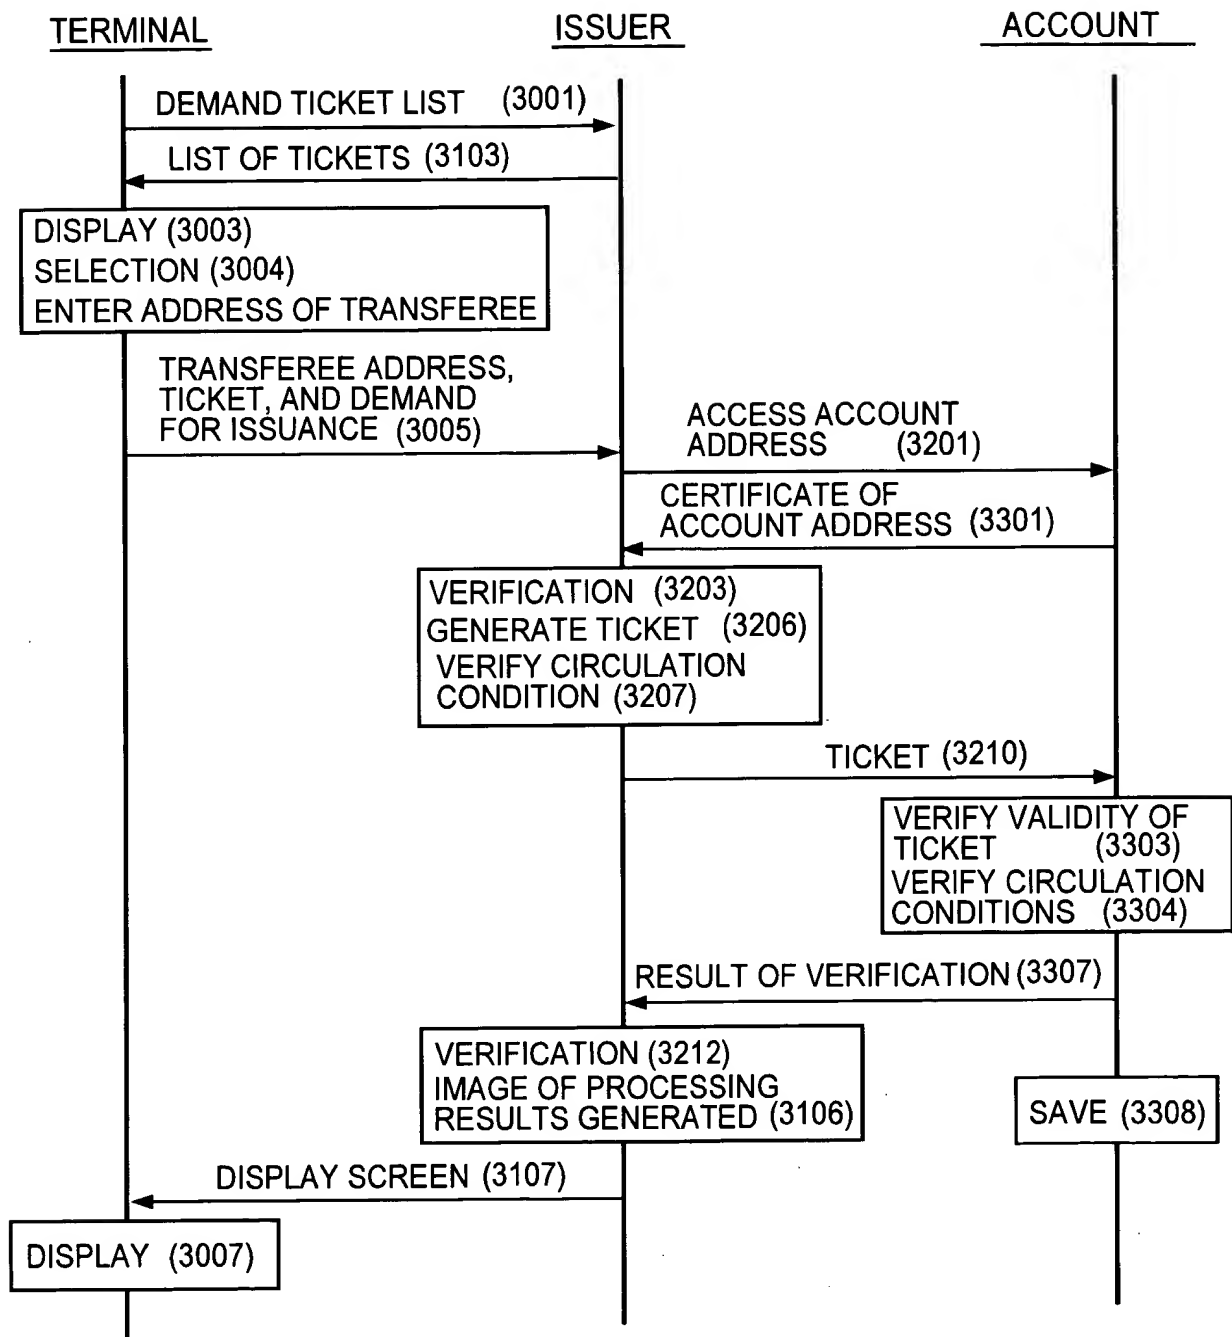 TERMINAL
ISSUER
ACCOUNT
DEMAND TICKET LIST (3001)
LIST OF TICKETS (3103)
DISPLAY (3003)
SELECTION (3004)
ENTER ADDRESS OF TRANSFEREE
TRANSFEREE ADDRESS,
TICKET, AND DEMAND
FOR ISSUANCE (3005)
ACCESS ACCOUNT
ADDRESS (3201)
CERTIFICATE OF
ACCOUNT ADDRESS (3301)
VERIFICATION (3203)
GENERATE TICKET (3206)
VERIFY CIRCULATION
CONDITION (3207)
TICKET (3210)
VERIFY VALIDITY OF
TICKET (3303)
VERIFY CIRCULATION
CONDITIONS (3304)
RESULT OF VERIFICATION (3307)
VERIFICATION (3212)
IMAGE OF PROCESSING
RESULTS GENERATED (3106)
SAVE (3308)
DISPLAY SCREEN (3107)
DISPLAY (3007)